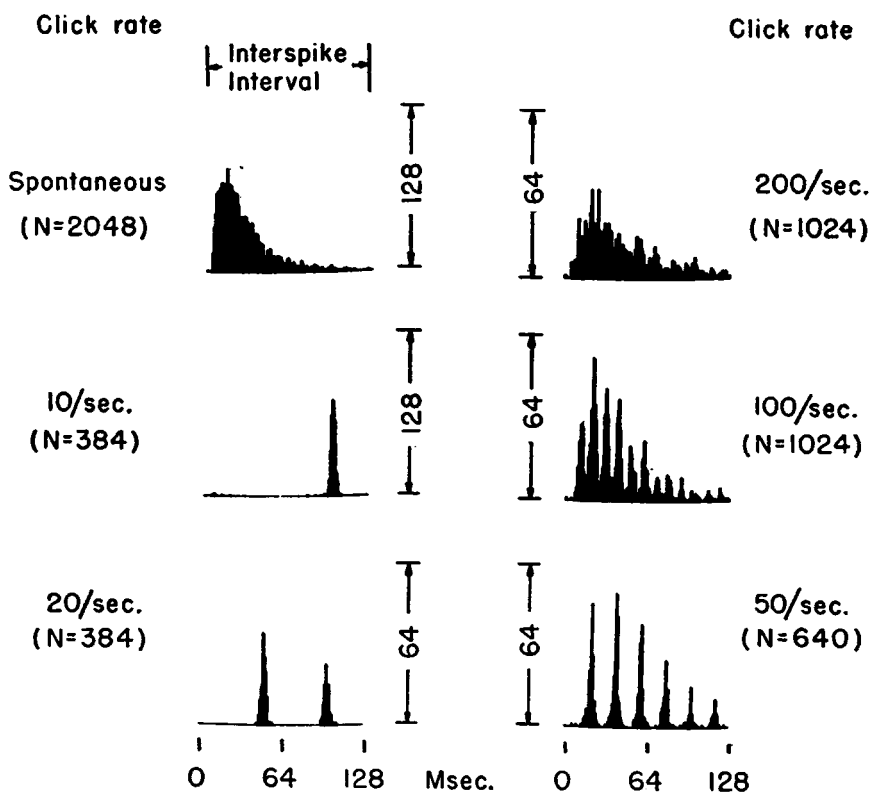 Click rate
Interspike
Interval
Click rate
Spontaneous
(N=2048)
128
64
200/sec.
(N=1024)
10/sec.
(N=384)
128
64
100/sec.
(N=1024)
20/sec.
(N=384)
64
64
50/sec.
(N=640)
0 64 128 Msec. 0 64 128